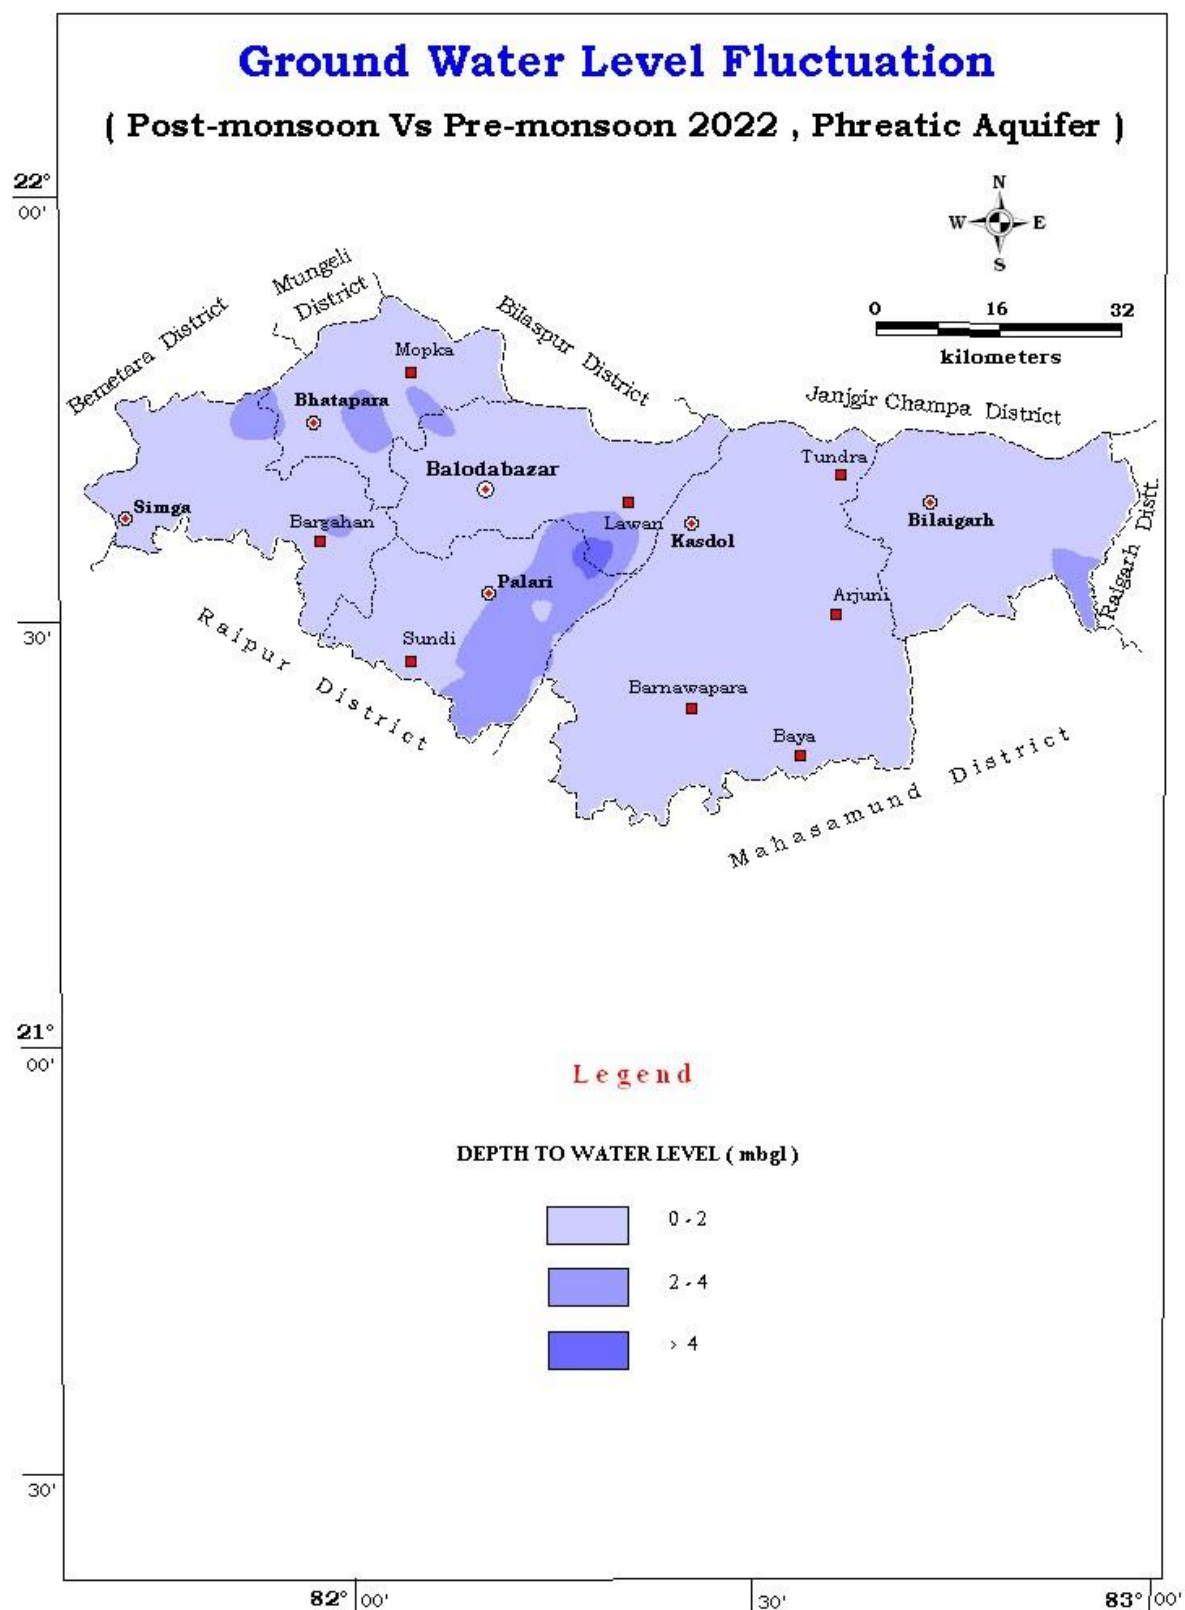 Ground Water Level Fluctuation
( Post-monsoon Vs Pre-monsoon 2022 , Phreatic Aquifer )
22°
00'
N
W E
S
0 16 32
kilometers
Mungeli
District
Bemetara District
Bilaspur District
Janjgir Champa District
Mopka
Bhatapara
Balodabazar
Tundra
Simga
Bargahan
Lawan
Kasdol
Bilaigarh
Raigarh Distt.
Palari
Arjuni
30'
Raipur District
Sundi
Barnawapara
Baya
Mahasamund District
21°
00'
Legend
DEPTH TO WATER LEVEL ( mbgl )
0 - 2
2 - 4
> 4
30'
82° 00' 30' 83° 00'